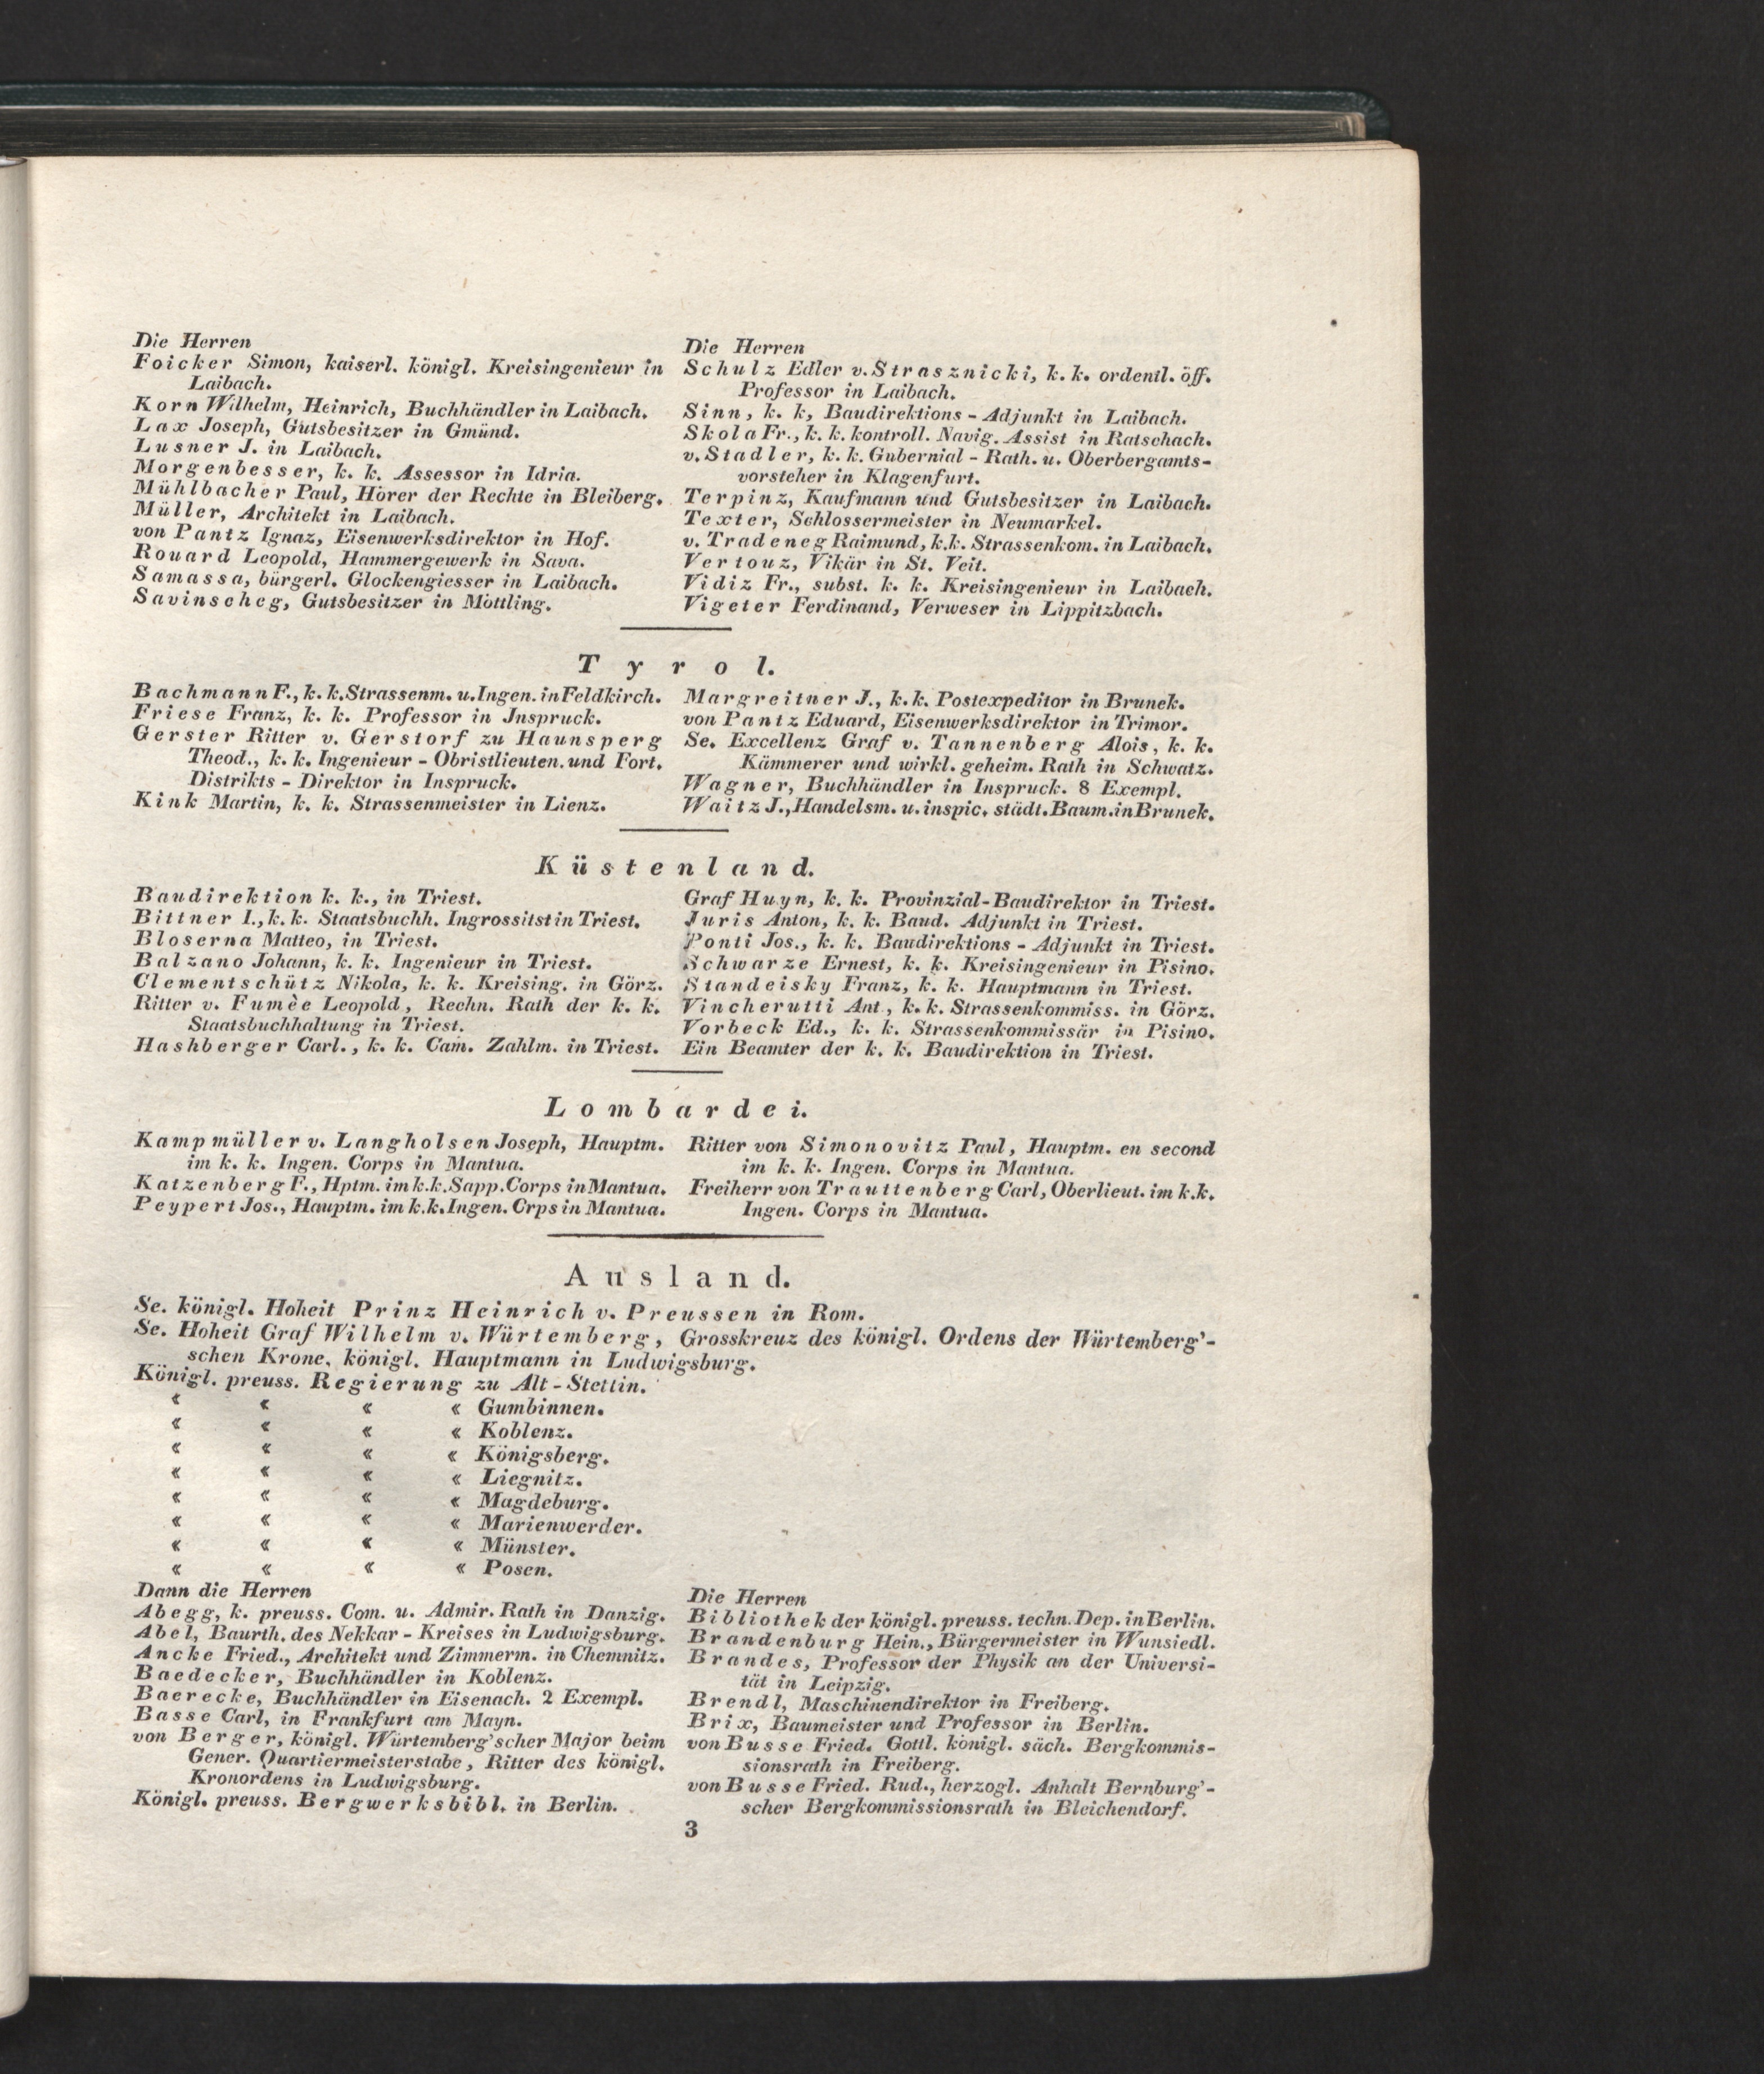 Die Herren
Foicker Simon, kaiserl. königl. Kreisingenieur in
Laibach.
Korn Wilhelm, Heinrich, Buchhändler in Laibach.
Lax Joseph, Gutsbesitzer in Gmünd.
Lusner J. in Laibach.
Morgenbesser, k. k. Assessor in Idria.
Mühlbacher Paul, Hörer der Rechte in Bleiberg.
Müller, Architekt in Laibach.
von Pantz Ignaz, Eisenwerksdirektor in Hof.
Rouard Leopold, Hammergewerk in Sava.
Samassa, bürgerl. Glockengiesser in Laibach.
Savinscheg, Gutsbesitzer in Möttling.
Die Herren
Schulz Edler v. Strasznicki, k. k. ordentl. öff.
Professor in Laibach.
Sinn, k. k, Baudirektions - Adjunkt in Laibach.
Skola Fr., k. k. kontroll. Navig. Assist in Ratschach.
v. Stadler, k. k. Gubernial - Rath. u. Oberbergamts-
vorsteher in Klagenfurt.
Terpinz, Kaufmann und Gutsbesitzer in Laibach.
Texter, Schlossermeister in Neumarkel.
v. Tradeneg Raimund, k.k. Strassenkom. in Laibach.
Vertouz, Vikär in St. Veit.
Vidiz Fr., subst. k. k. Kreisingenieur in Laibach.
Vigeter Ferdinand, Verweser in Lippitzbach.
Tyrol.
Bachmann F., k. k. Strassenm. u. Ingen. in Feldkirch.
Friese Franz, k. k. Professor in Jnspruck.
Gerster Ritter v. Gerstorf zu Haunsperg
Theod., k. k. Ingenieur - Obristlieuten. und Fort.
Distrikts - Direktor in Inspruck.
Kink Martin, k. k. Strassenmeister in Lienz.
Margreitner J., k. k. Postexpeditor in Brunek.
von Pantz Eduard, Eisenwerksdirektor in Trimor.
Se. Excellenz Graf v. Tannenberg Alois, k. k.
Kämmerer und wirkl. geheim. Rath in Schwatz.
Wagner, Buchhändler in Inspruck. 8 Exempl.
Waitz J., Handelsm. u. inspic. städt. Baum. in Brunek.
Küstenland.
Baudirektion k. k., in Triest.
Bittner I., k. k. Staatsbuchh. Ingrossitst in Triest.
Bloserna Matteo, in Triest.
Balzano Johann, k. k. Ingenieur in Triest.
Clementschütz Nikola, k. k. Kreising. in Görz.
Ritter v. Fumèe Leopold, Rechn. Rath der k. k.
Staatsbuchhaltung in Triest.
Hashberger Carl., k. k. Cam. Zahlm. in Triest.
Graf Huyn, k. k. Provinzial-Baudirektor in Triest.
Juris Anton, k. k. Baud. Adjunkt in Triest.
Ponti Jos., k. k. Baudirektions - Adjunkt in Triest.
Schwarze Ernest, k. k. Kreisingenieur in Pisino.
Standeisky Franz, k. k. Hauptmann in Triest.
Vincherutti Ant., k. k. Strassenkommiss. in Görz.
Vorbeck Ed., k. k. Strassenkommissär in Pisino.
Ein Beamter der k. k. Baudirektion in Triest.
Lombardei.
Kampmüller v. Langholsen Joseph, Hauptm.
im k. k. Ingen. Corps in Mantua.
Katzenberg F., Hptm. im k.k. Sapp. Corps in Mantua.
Peypert Jos., Hauptm. im k.k. Ingen. Crps in Mantua.
Ritter von Simonovitz Paul, Hauptm. en second
im k. k. Ingen. Corps in Mantua.
Freiherr von Trauttenberg Carl, Oberlieut. im k.k.
Ingen. Corps in Mantua.
Ausland.
Se. königl. Hoheit Prinz Heinrich v. Preussen in Rom.
Se. Hoheit Graf Wilhelm v. Würtemberg, Grosskreuz des königl. Ordens der Würtemberg'-
schen Krone, königl. Hauptmann in Ludwigsburg.
Königl. preuss. Regierung zu Alt-Stettin.
« « « « Gumbinnen.
« « « « Koblenz.
« « « « Königsberg.
« « « « Liegnitz.
« « « « Magdeburg.
« « « « Marienwerder.
« « « « Münster.
« « « « Posen.
Dann die Herren
Abegg, k. preuss. Com. u. Admir. Rath in Danzig.
Abel, Baurth. des Nekkar - Kreises in Ludwigsburg.
Ancke Fried., Architekt und Zimmerm. in Chemnitz.
Baedecker, Buchhändler in Koblenz.
Baerecke, Buchhändler in Eisenach. 2 Exempl.
Basse Carl, in Frankfurt am Mayn.
von Berger, königl. Würtemberg'scher Major beim
Gener. Quartiermeisterstabe, Ritter des königl.
Kronordens in Ludwigsburg.
Königl. preuss. Bergwerksbibl. in Berlin.
Die Herren
Bibliothek der königl. preuss. techn. Dep. in Berlin.
Brandenburg Hein., Bürgermeister in Wunsiedl.
Brandes, Professor der Physik an der Universi-
tät in Leipzig.
Brendl, Maschinendirektor in Freiberg.
Brix, Baumeister und Professor in Berlin.
von Busse Fried. Gottl. königl. säch. Bergkommis-
sionsrath in Freiberg.
von Busse Fried. Rud., herzogl. Anhalt Bernburg'-
scher Bergkommissionsrath in Bleichendorf.
3